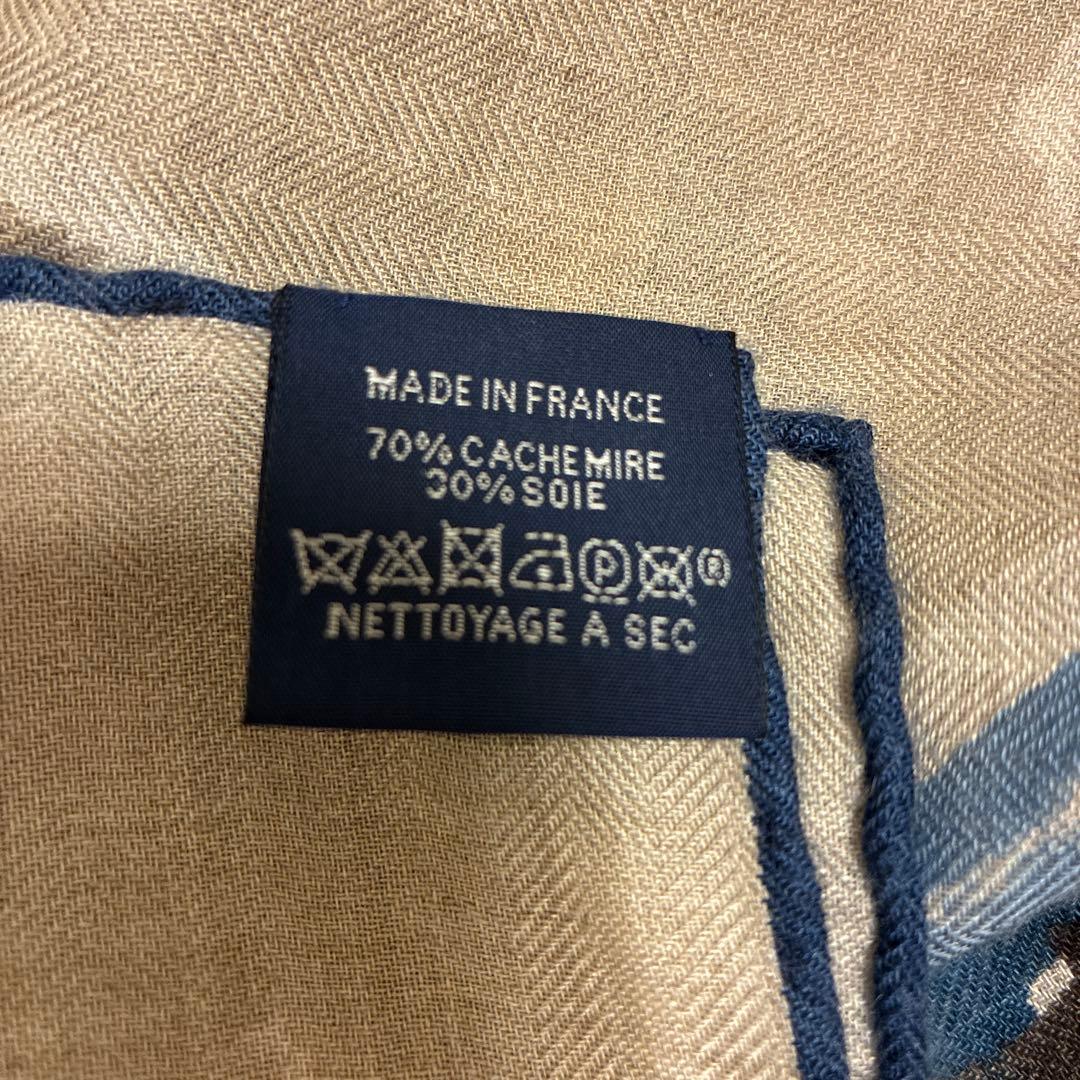 MADE IN FRANCE
70% CACHEMIRE
30% SOIE
P W ®
NETTOYAGE A SEC